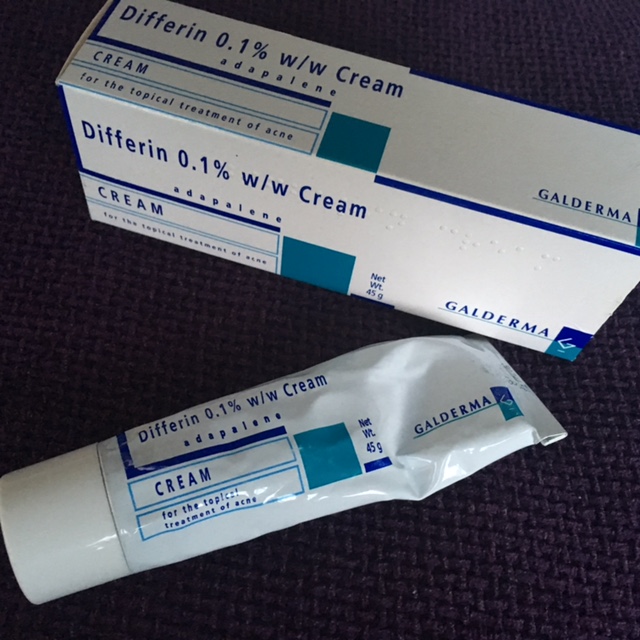 Differin 0.1% w/w Cream
adapalene
CREAM
for the topical treatment of acne
GALDERMA
Differin 0.1% w/w Cream
adapalene
CREAM
for the topical treatment of acne
Net
Wt.
45 g
GALDERMA
Differin 0.1% w/w Cream
adapalene
CREAM
for the topical
treatment of acne
Net
Wt.
45 g
GALDERMA